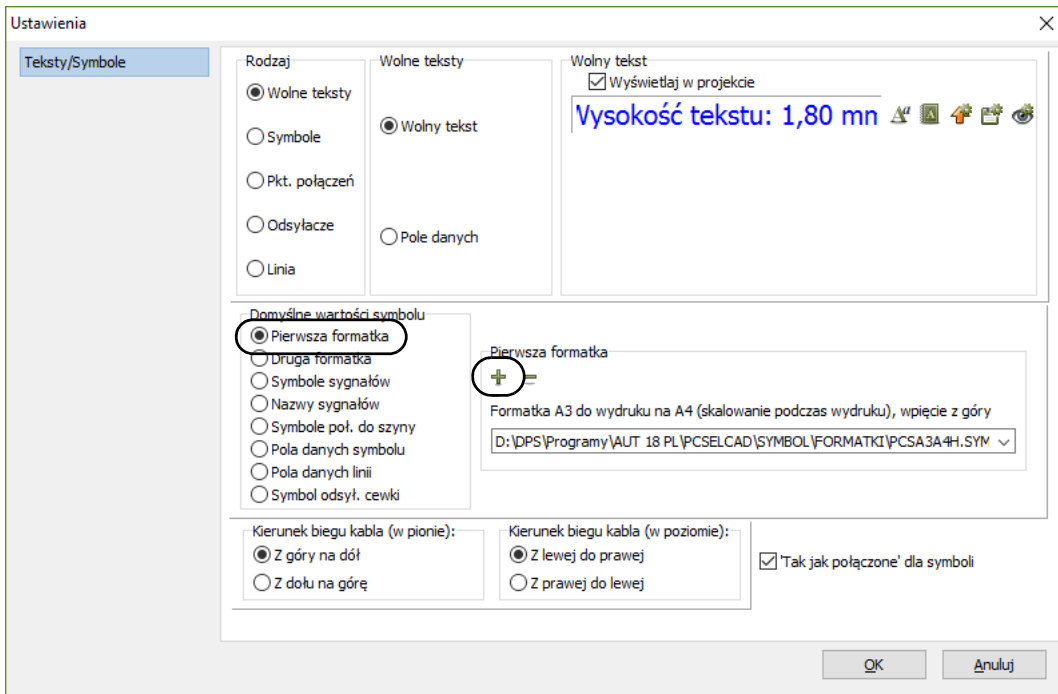 Ustawienia
Teksty/Symbole
Rodzaj
Wolne teksty
Symbole
Pkt. połączeń
Odsyłacze
Linia
Wolne teksty
Wolny tekst
Pole danych
Wolny tekst
Wyświetlaj w projekcie
Wysokość tekstu: 1,80 mm
Domyślne wartości symbolu
Pierwsza formatka
Druga formatka
Symbole sygnałów
Nazwy sygnałów
Symbole poł. do szyny
Pola danych symbolu
Pola danych linii
Symbol odsył. cewki
Pierwsza formatka
Formatka A3 do wydruku na A4 (skalowanie podczas wydruku), wpięcie z góry
D:\DPS\Programy\AUT 18 PL\PCSELCAD\SYMBOL\FORMATKI\PCSA3A4H.SYM
Kierunek biegu kabla (w pionie):
Z góry na dół
Z dołu na górę
Kierunek biegu kabla (w poziomie):
Z lewej do prawej
Z prawej do lewej
'Tak jak połączone' dla symboli
OK
Anuluj